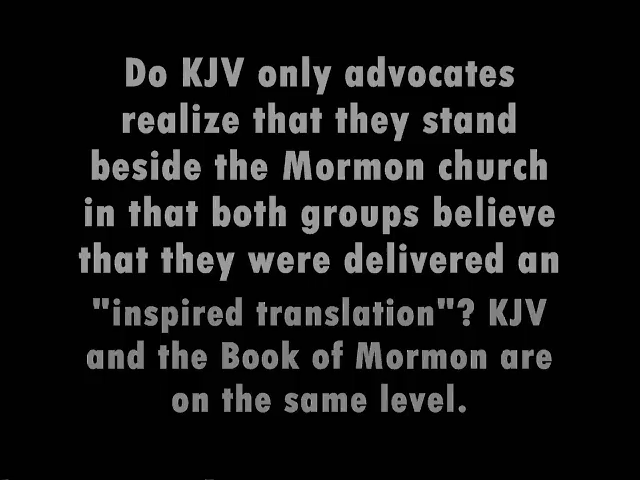 Do KJV only advocates
realize that they stand
beside the Mormon church
in that both groups believe
that they were delivered an
"inspired translation"? KJV
and the Book of Mormon are
on the same level.